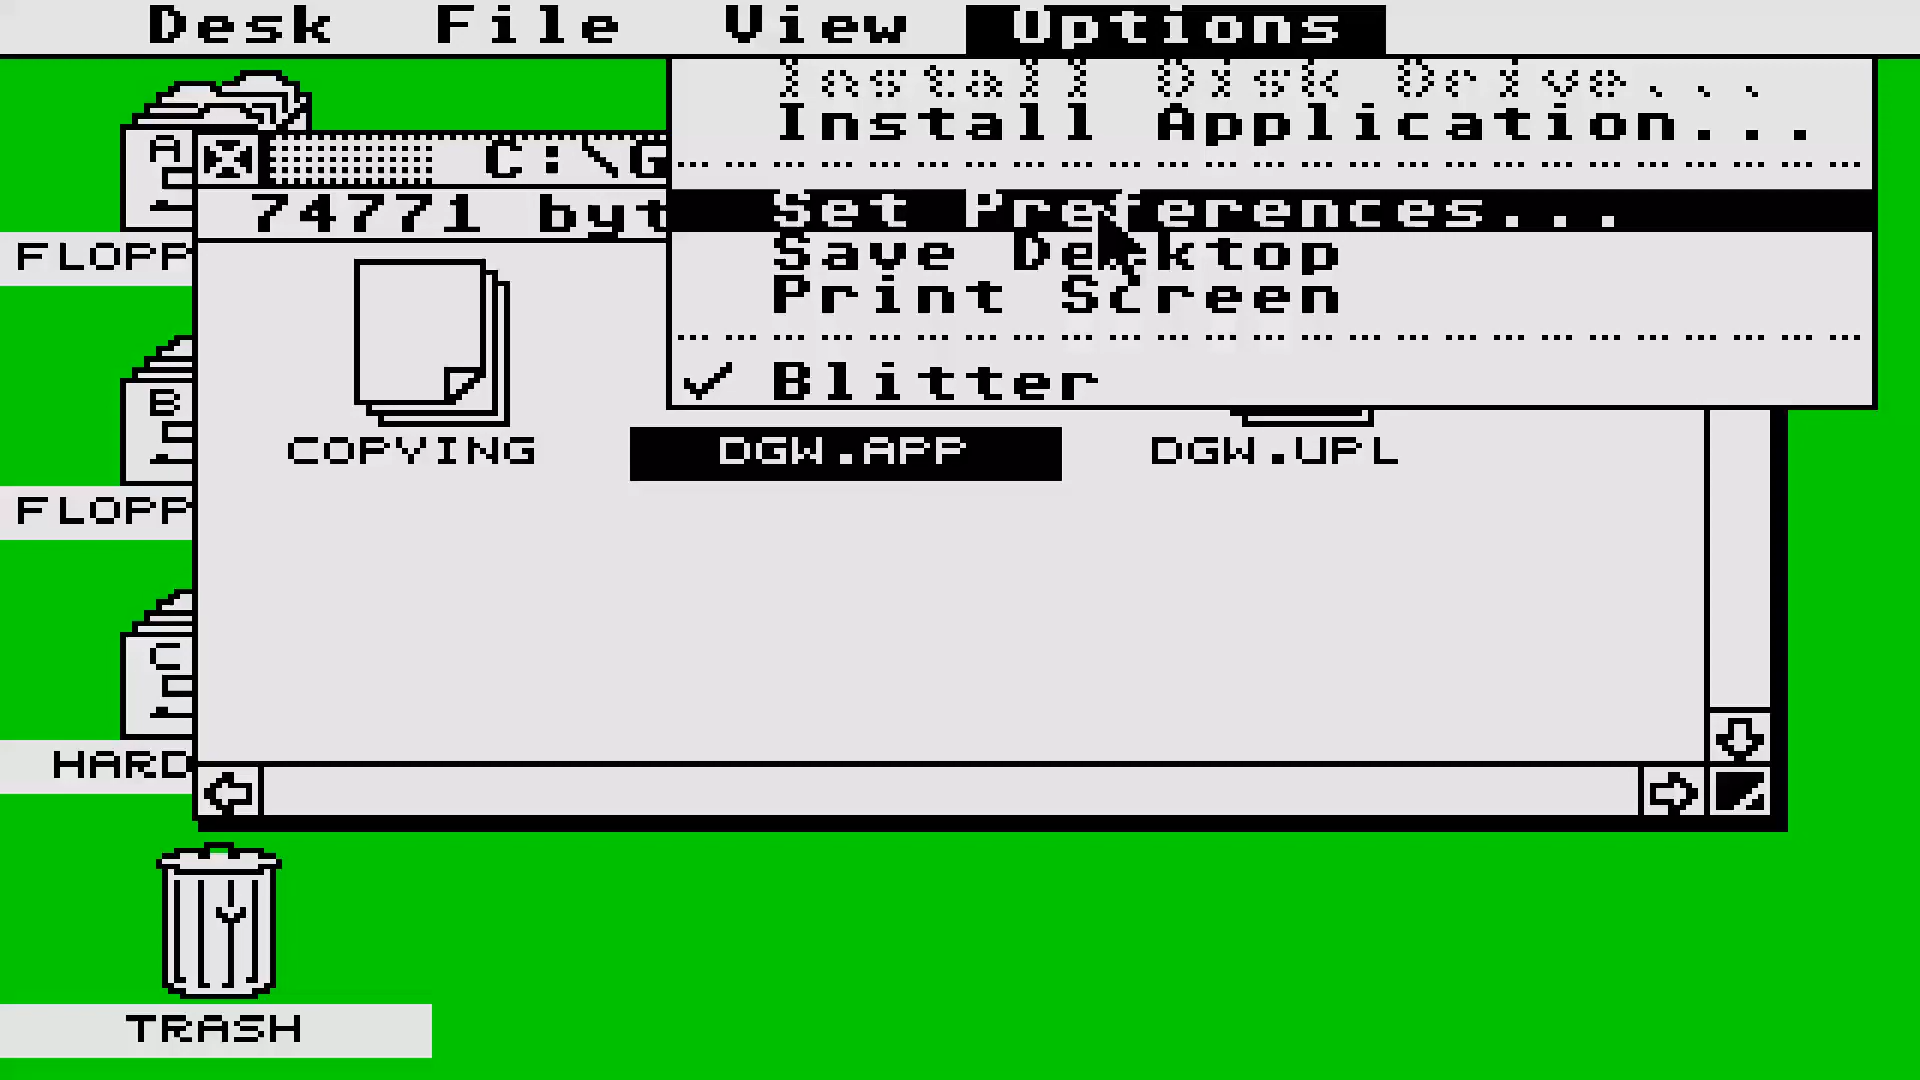 Desk File View Options
Install Disk Drive...
Install Application...
Set Preferences...
Save Desktop
Print Screen
✓ Blitter
A
C:\G
74771 byt
FLOPP
COPYING DGW.APP DGW.UPL
B
FLOPP
C
HARD
TRASH